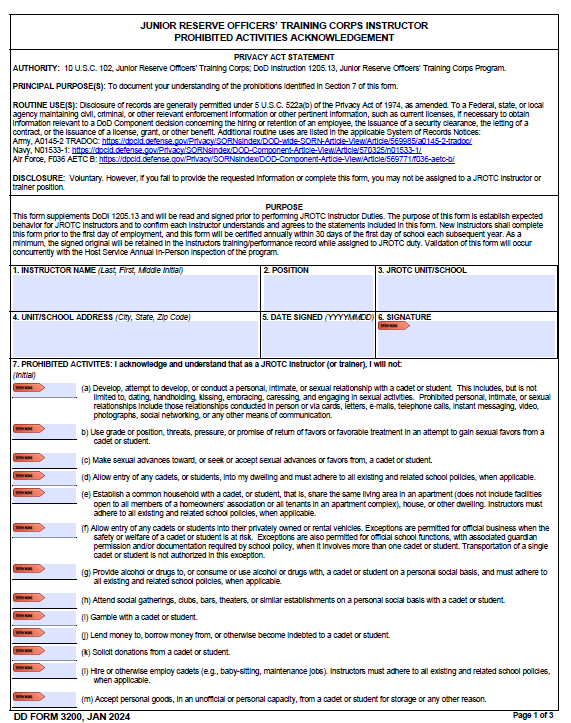 JUNIOR RESERVE OFFICERS' TRAINING CORPS INSTRUCTOR
PROHIBITED ACTIVITIES ACKNOWLEDGEMENT
PRIVACY ACT STATEMENT
AUTHORITY: 10 U.S.C. 102, Junior Reserve Officers' Training Corps; DoD Instruction 1205.13, Junior Reserve Officers' Training Corps Program.
PRINCIPAL PURPOSE(S): To document your understanding of the prohibitions identified in Section 7 of this form.
ROUTINE USE(S): Disclosure of records are generally permitted under 5 U.S.C. 522a(b) of the Privacy Act of 1974, as amended. To a Federal, state, or local
agency maintaining civil, criminal, or other relevant enforcement information or other pertinent information, such as current licenses, if necessary to obtain
information relevant to a DoD Component decision concerning the hiring or retention of an employee, the issuance of a security clearance, the letting of a
contract, or the issuance of a license, grant, or other benefit. Additional routine uses are listed in the applicable System of Records Notices:
Army, A0145-2 TRADOC: https://dpcld.defense.gov/Privacy/SORNsIndex/DOD-wide-SORN-Article-View/Article/569985/a0145-2-tradoc/
Navy, N01533-1: https://dpcld.defense.gov/Privacy/SORNsIndex/DOD-Component-Article-View/Article/570325/n01533-1/
Air Force, F036 AETC B: https://dpcld.defense.gov/Privacy/SORNsIndex/DOD-Component-Article-View/Article/569771/f036-aetc-b/
DISCLOSURE: Voluntary. However, if you fail to provide the requested information or complete this form, you may not be assigned to a JROTC Instructor or
trainer position.
PURPOSE
This form supplements DoDI 1205.13 and will be read and signed prior to performing JROTC Instructor Duties. The purpose of this form is establish expected
behavior for JROTC Instructors and to confirm each Instructor understands and agrees to the statements included in this form. New Instructors shall complete
this form prior to the first day of employment, and this form will be certified annually within 30 days of the first day of school each subsequent year. As a
minimum, the signed original will be retained in the Instructors training/performance record while assigned to JROTC duty. Validation of this form will occur
concurrently with the Host Service Annual In-Person Inspection of the program.
1. INSTRUCTOR NAME (Last, First, Middle Initial)
2. POSITION
3. JROTC UNIT/SCHOOL
4. UNIT/SCHOOL ADDRESS (City, State, Zip Code)
5. DATE SIGNED (YYYYMMDD)
6. SIGNATURE
7. PROHIBITED ACTIVITES: I acknowledge and understand that as a JROTC Instructor (or trainer), I will not:
(Initial)
(a) Develop, attempt to develop, or conduct a personal, intimate, or sexual relationship with a cadet or student. This includes, but is not
limited to, dating, handholding, kissing, embracing, caressing, and engaging in sexual activities. Prohibited personal, intimate, or sexual
relationships include those relationships conducted in person or via cards, letters, e-mails, telephone calls, instant messaging, video,
photographs, social networking, or any other means of communication.
b) Use grade or position, threats, pressure, or promise of return of favors or favorable treatment in an attempt to gain sexual favors from a
cadet or student.
(c) Make sexual advances toward, or seek or accept sexual advances or favors from, a cadet or student.
(d) Allow entry of any cadets, or students, into my dwelling and must adhere to all existing and related school policies, when applicable.
(e) Establish a common household with a cadet, or student, that is, share the same living area in an apartment (does not include facilities
open to all members of a homeowners' association or all tenants in an apartment complex), house, or other dwelling. Instructors must
adhere to all existing and related school policies, when applicable.
(f) Allow entry of any cadets or students into their privately owned or rental vehicles. Exceptions are permitted for official business when the
safety or welfare of a cadet or student is at risk. Exceptions are also permitted for official school functions, with associated guardian
permission and/or documentation required by school policy, when it involves more than one cadet or student. Transportation of a single
cadet or student is not authorized in this exception.
(g) Provide alcohol or drugs to, or consume or use alcohol or drugs with, a cadet or student on a personal social basis, and must adhere to
all existing and related school policies, when applicable.
(h) Attend social gatherings, clubs, bars, theaters, or similar establishments on a personal social basis with a cadet or student.
(i) Gamble with a cadet or student.
(j) Lend money to, borrow money from, or otherwise become indebted to a cadet or student.
(k) Solicit donations from a cadet or student.
(l) Hire or otherwise employ cadets (e.g., baby-sitting, maintenance jobs). Instructors must adhere to all existing and related school policies,
when applicable.
(m) Accept personal goods, in an unofficial or personal capacity, from a cadet or student for storage or any other reason.
DD FORM 3200, JAN 2024
Page 1 of 3